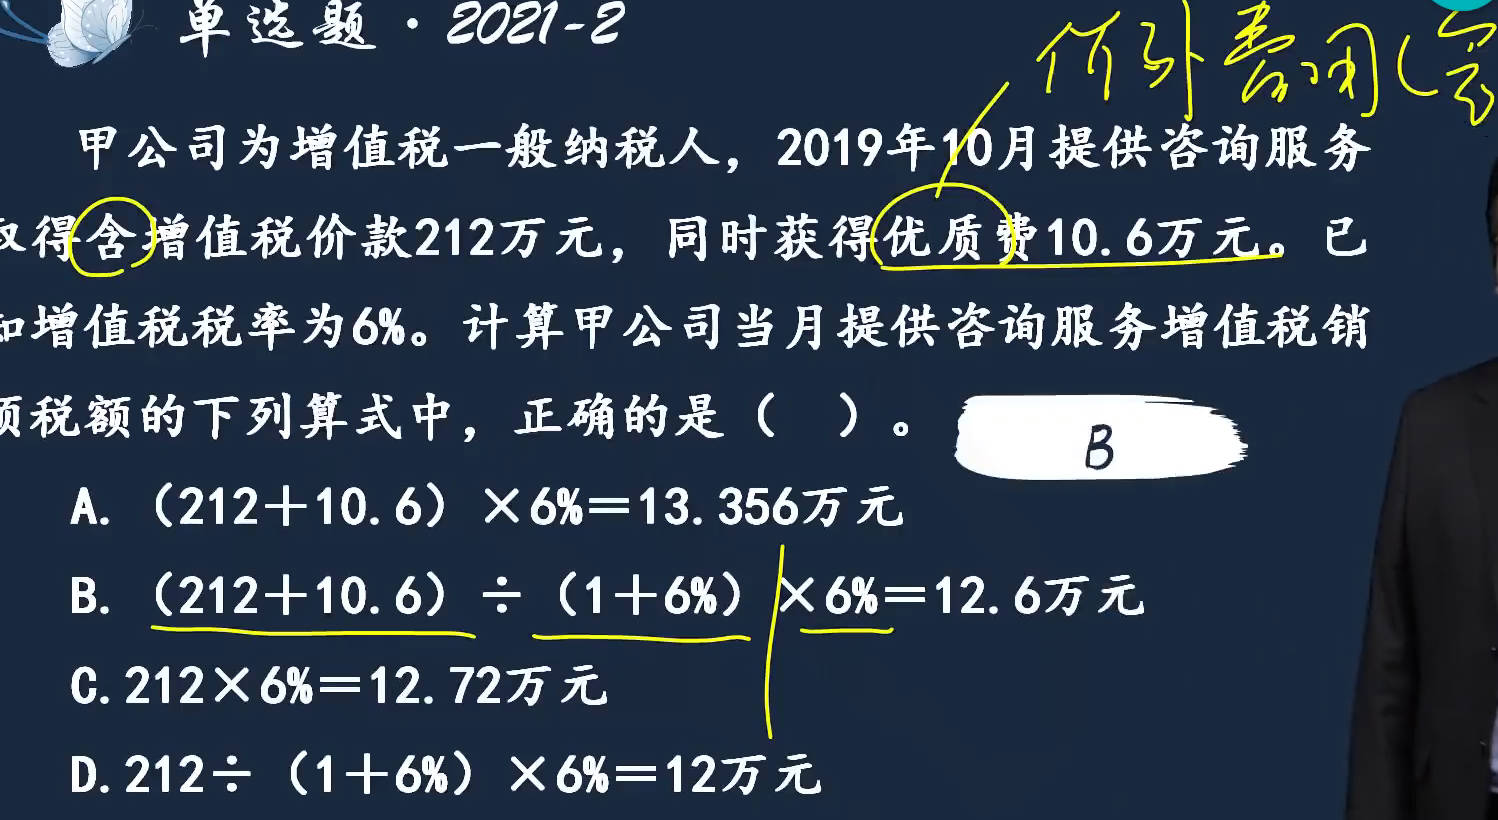 单选题·2021-2
价外费用(含
甲公司为增值税一般纳税人，2019年10月提供咨询服务
取得含增值税价款212万元，同时获得优质费10.6万元。已
知增值税税率为6%。计算甲公司当月提供咨询服务增值税销
项税额的下列算式中，正确的是（ ）。
B
A.（212＋10.6）×6%＝13.356万元
B.（212＋10.6）÷（1＋6%）×6%＝12.6万元
C.212×6%＝12.72万元
D.212÷（1＋6%）×6%＝12万元